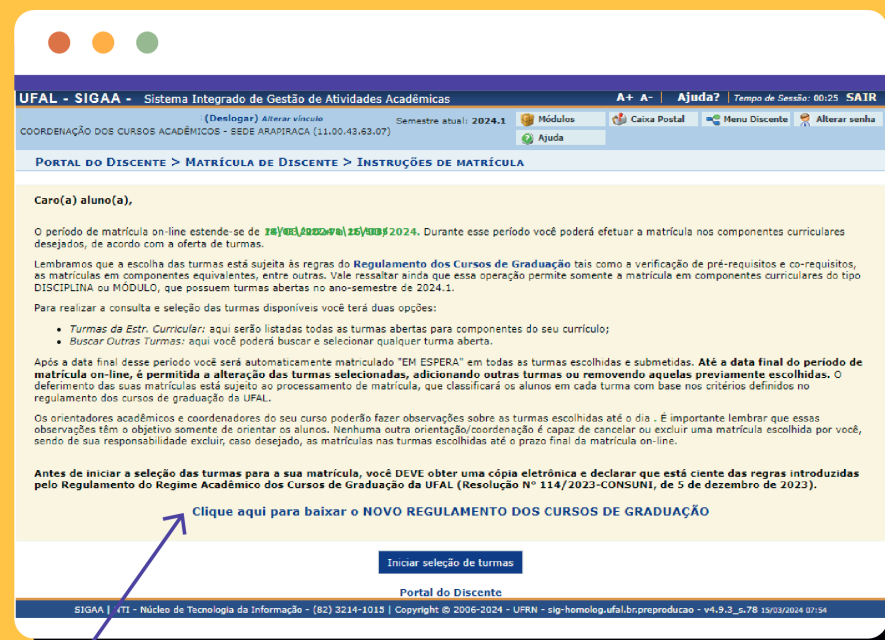 UFAL - SIGAA - Sistema Integrado de Gestão de Atividades Acadêmicas A+ A- | Ajuda? | Tempo de Sessão: 00:25 SAIR
(Deslogar) Alterar vínculo
COORDENAÇÃO DOS CURSOS ACADÊMICOS - SEDE ARAPIRACA (11.00.43.63.07)
Semestre atual: 2024.1
Módulos Caixa Postal Menu Discente Alterar senha
Ajuda
PORTAL DO DISCENTE > MATRÍCULA DE DISCENTE > INSTRUÇÕES DE MATRÍCULA
Caro(a) aluno(a),
O período de matrícula on-line estende-se de 2024. Durante esse período você poderá efetuar a matrícula nos componentes curriculares
desejados, de acordo com a oferta de turmas.
Lembramos que a escolha das turmas está sujeita às regras do Regulamento dos Cursos de Graduação tais como a verificação de pré-requisitos e co-requisitos,
as matrículas em componentes equivalentes, entre outras. Vale ressaltar ainda que essa operação permite somente a matrícula em componentes curriculares do tipo
DISCIPLINA ou MÓDULO, que possuem turmas abertas no ano-semestre de 2024.1.
Para realizar a consulta e seleção das turmas disponíveis você terá duas opções:
• Turmas da Estr. Curricular: aqui serão listadas todas as turmas abertas para componentes do seu currículo;
• Buscar Outras Turmas: aqui você poderá buscar e selecionar qualquer turma aberta.
Após a data final desse período você será automaticamente matriculado "EM ESPERA" em todas as turmas escolhidas e submetidas. Até a data final do período de
matrícula on-line, é permitida a alteração das turmas selecionadas, adicionando outras turmas ou removendo aquelas previamente escolhidas. O
deferimento das suas matrículas está sujeito ao processamento de matrícula, que classificará os alunos em cada turma com base nos critérios definidos no
regulamento dos cursos de graduação da UFAL.
Os orientadores acadêmicos e coordenadores do seu curso poderão fazer observações sobre as turmas escolhidas até o dia . É importante lembrar que essas
observações têm o objetivo somente de orientar os alunos. Nenhuma outra orientação/coordenação é capaz de cancelar ou excluir uma matrícula escolhida por você,
sendo de sua responsabilidade excluir, caso desejado, as matrículas nas turmas escolhidas até o prazo final da matrícula on-line.
Antes de iniciar a seleção das turmas para a sua matrícula, você DEVE obter uma cópia eletrônica e declarar que está ciente das regras introduzidas
pelo Regulamento do Regime Acadêmico dos Cursos de Graduação da UFAL (Resolução Nº 114/2023-CONSUNI, de 5 de dezembro de 2023).
Clique aqui para baixar o NOVO REGULAMENTO DOS CURSOS DE GRADUAÇÃO
Iniciar seleção de turmas
Portal do Discente
SIGAA | NTI - Núcleo de Tecnologia da Informação - (82) 3214-1015 | Copyright © 2006-2024 - UFRN - sig-homolog.ufal.br.preproducao - v4.9.3_s.78 15/03/2024 07:54